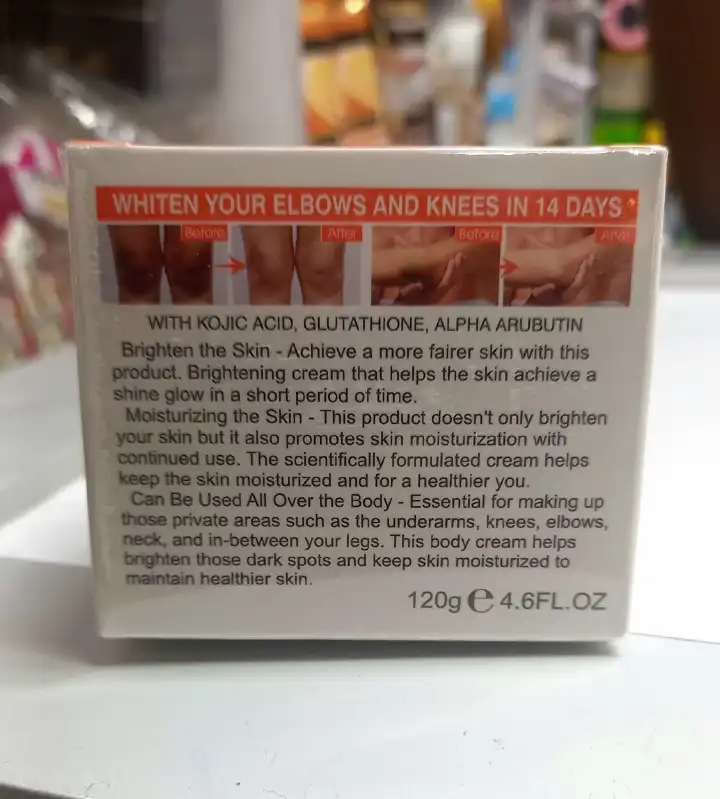 WHITEN YOUR ELBOWS AND KNEES IN 14 DAYS*
Before After Before After
WITH KOJIC ACID, GLUTATHIONE, ALPHA ARUBUTIN
Brighten the Skin - Achieve a more fairer skin with this
product. Brightening cream that helps the skin achieve a
shine glow in a short period of time.
Moisturizing the Skin - This product doesn't only brighten
your skin but it also promotes skin moisturization with
continued use. The scientifically formulated cream helps
keep the skin moisturized and for a healthier you.
Can Be Used All Over the Body - Essential for making up
those private areas such as the underarms, knees, elbows,
neck, and in-between your legs. This body cream helps
brighten those dark spots and keep skin moisturized to
maintain healthier skin.
120g ℮ 4.6FL.OZ